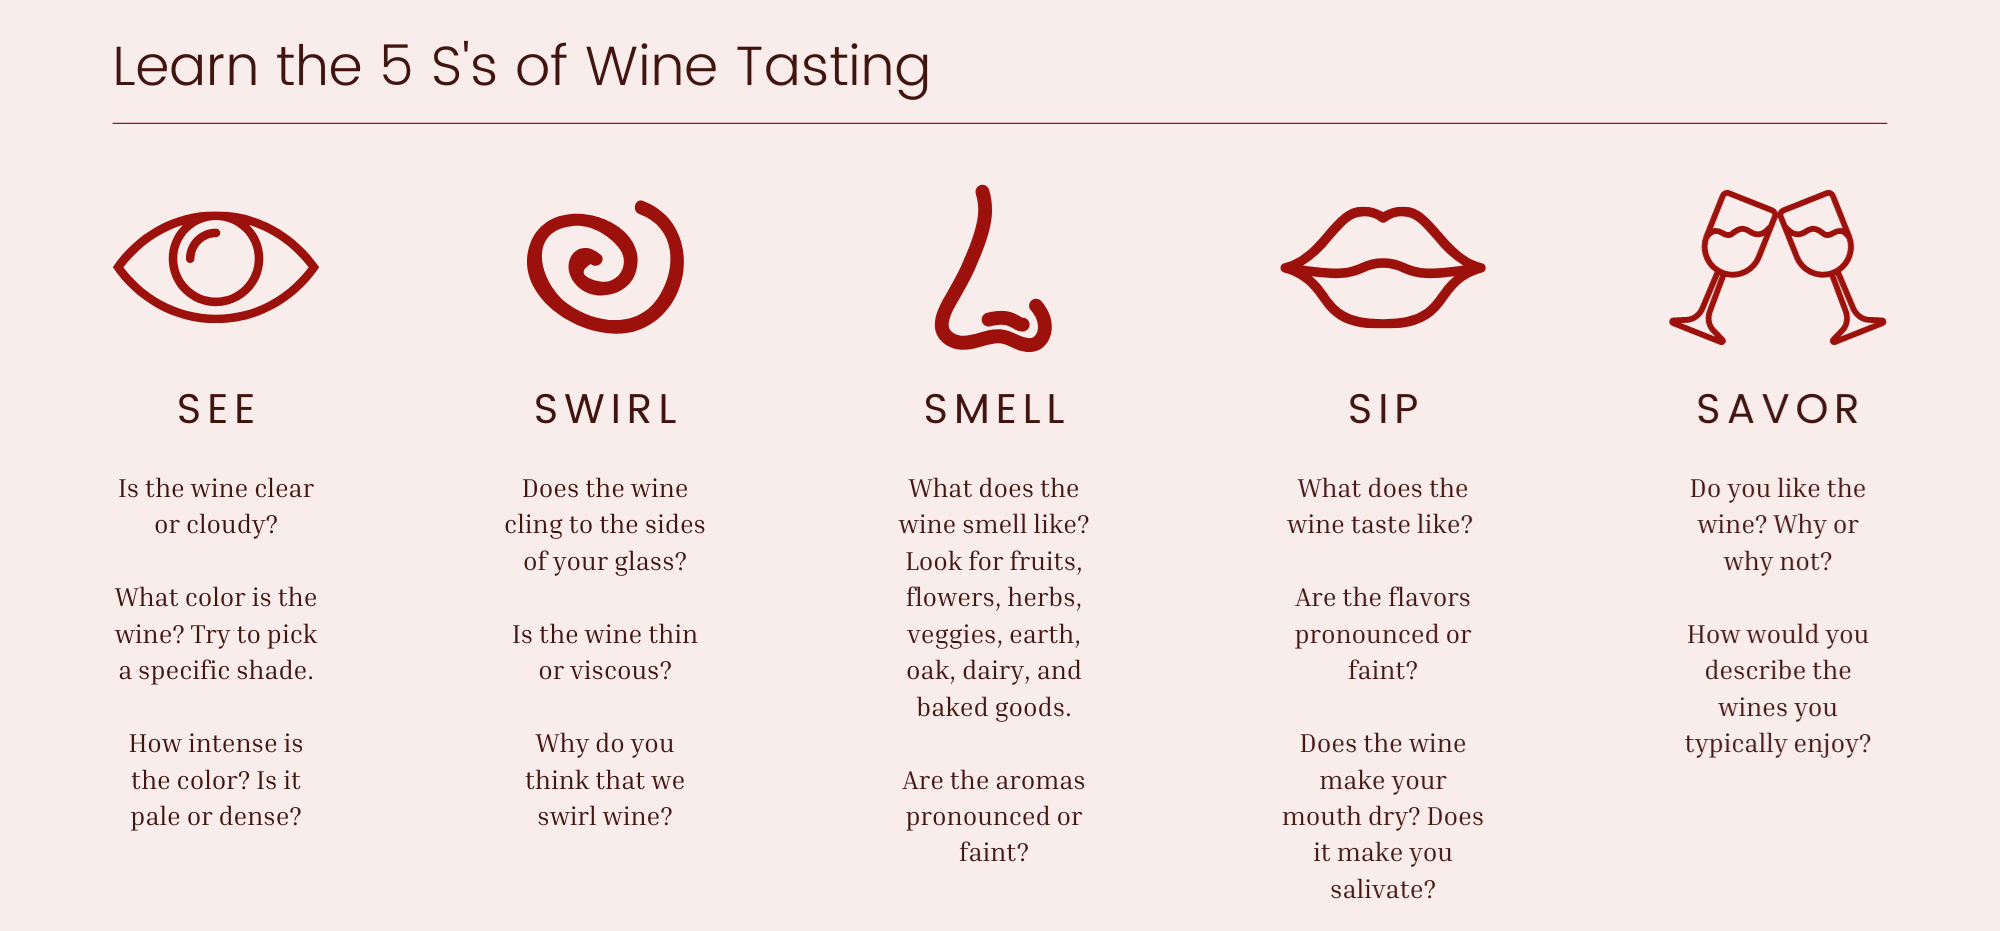 Learn the 5 S's of Wine Tasting
SEE
Is the wine clear
or cloudy?
What color is the
wine? Try to pick
a specific shade.
How intense is
the color? Is it
pale or dense?
SWIRL
Does the wine
cling to the sides
of your glass?
Is the wine thin
or viscous?
Why do you
think that we
swirl wine?
SMELL
What does the
wine smell like?
Look for fruits,
flowers, herbs,
veggies, earth,
oak, dairy, and
baked goods.
Are the aromas
pronounced or
faint?
SIP
What does the
wine taste like?
Are the flavors
pronounced or
faint?
Does the wine
make your
mouth dry? Does
it make you
salivate?
SAVOR
Do you like the
wine? Why or
why not?
How would you
describe the
wines you
typically enjoy?